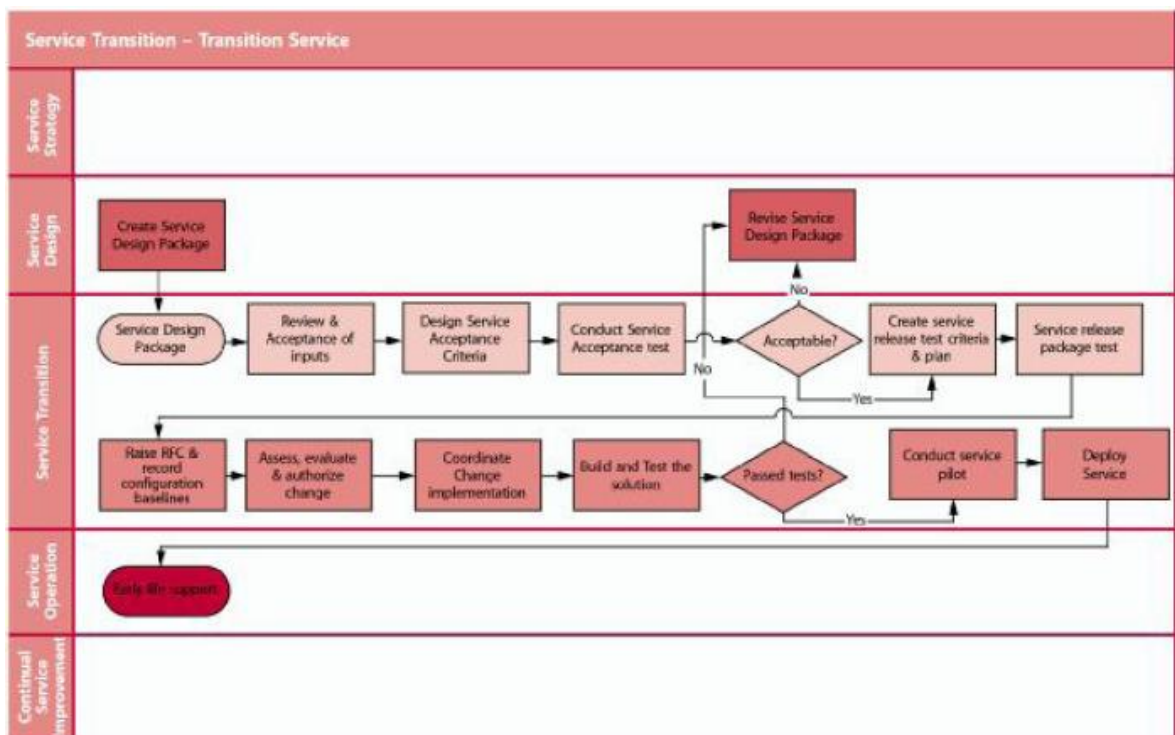 Service Transition – Transition Service
Service
Strategy
Service
Design
Create Service
Design Package
Revise Service
Design Package
No
Service Transition
Service Design
Package
Review &
Acceptance of
inputs
Design Service
Acceptance
Criteria
Conduct Service
Acceptance test
Acceptable?
Create service
release test criteria
& plan
Service release
package test
No
Yes
Raise RFC &
record
configuration
baselines
Assess, evaluate
& authorize
change
Coordinate
Change
implementation
Build and Test the
solution
Passed tests?
Conduct service
pilot
Deploy
Service
Yes
Service
Operation
Early life support
Continual
Service
Improvement